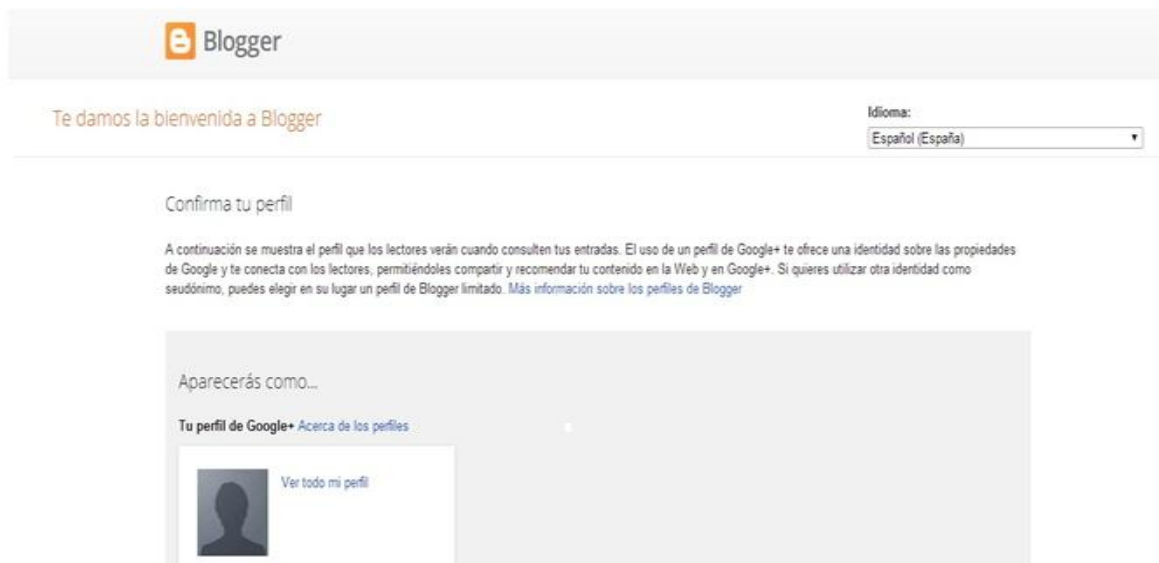 Blogger
Te damos la bienvenida a Blogger
Idioma:
Español (España)
Confirma tu perfil
A continuación se muestra el perfil que los lectores verán cuando consulten tus entradas. El uso de un perfil de Google+ te ofrece una identidad sobre las propiedades
de Google y te conecta con los lectores, permitiéndoles compartir y recomendar tu contenido en la Web y en Google+. Si quieres utilizar otra identidad como
seudónimo, puedes elegir en su lugar un perfil de Blogger limitado. Más información sobre los perfiles de Blogger
Aparecerás como...
Tu perfil de Google+ Acerca de los perfiles
Ver todo mi perfil